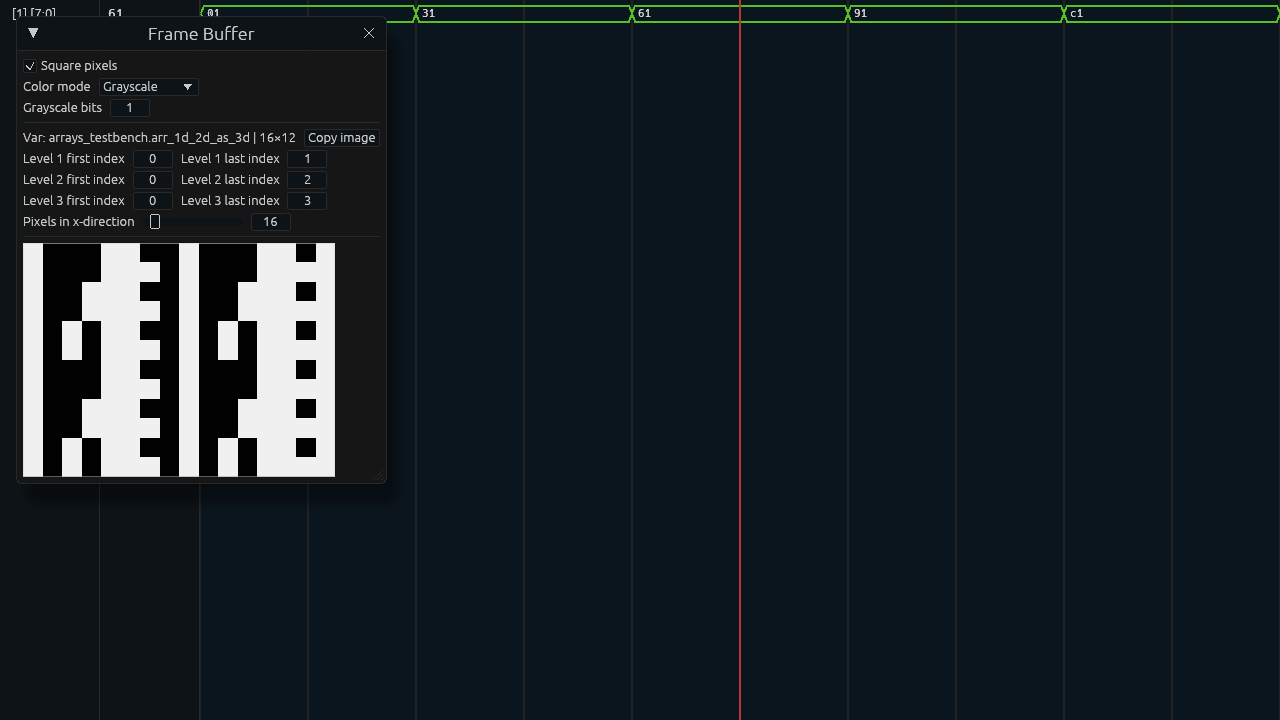 [1] [7:0] 61 01 31 61 91 c1
Frame Buffer
Square pixels
Color mode Grayscale
Grayscale bits 1
Var: arrays_testbench.arr_1d_2d_as_3d | 16×12 Copy image
Level 1 first index 0 Level 1 last index 1
Level 2 first index 0 Level 2 last index 2
Level 3 first index 0 Level 3 last index 3
Pixels in x-direction 16